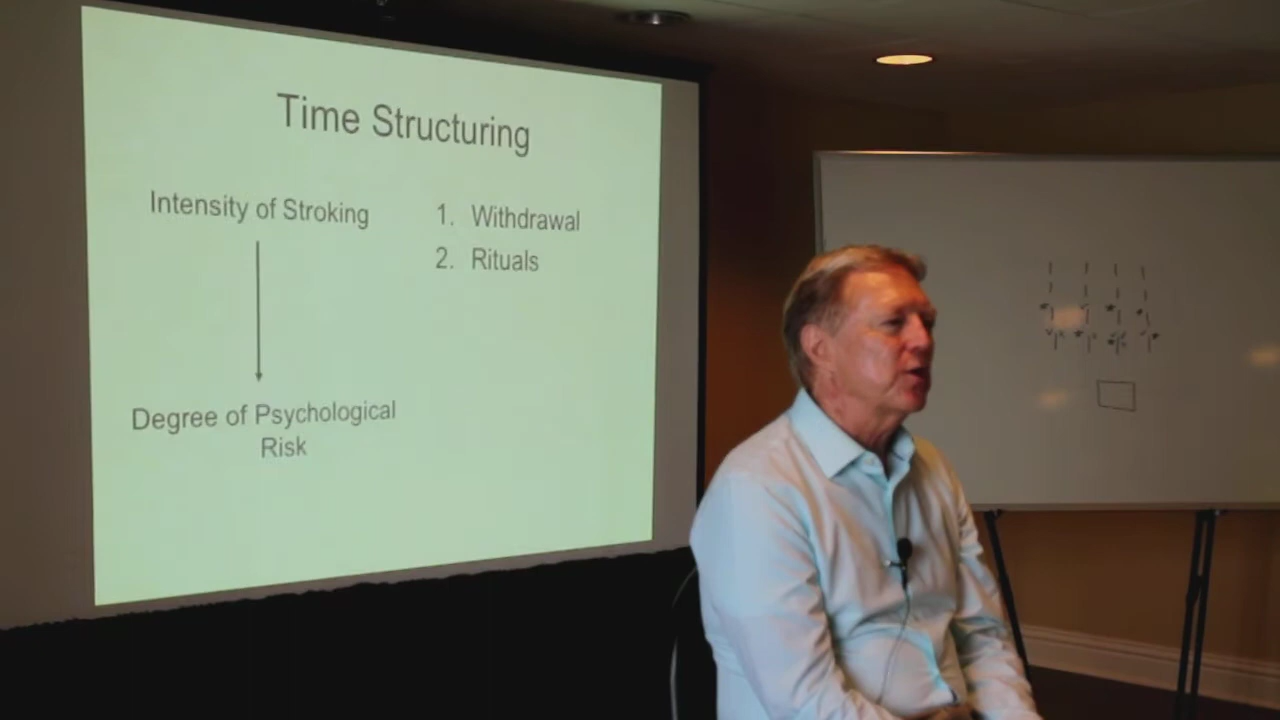 Time Structuring
Intensity of Stroking
Degree of Psychological
Risk
1. Withdrawal
2. Rituals